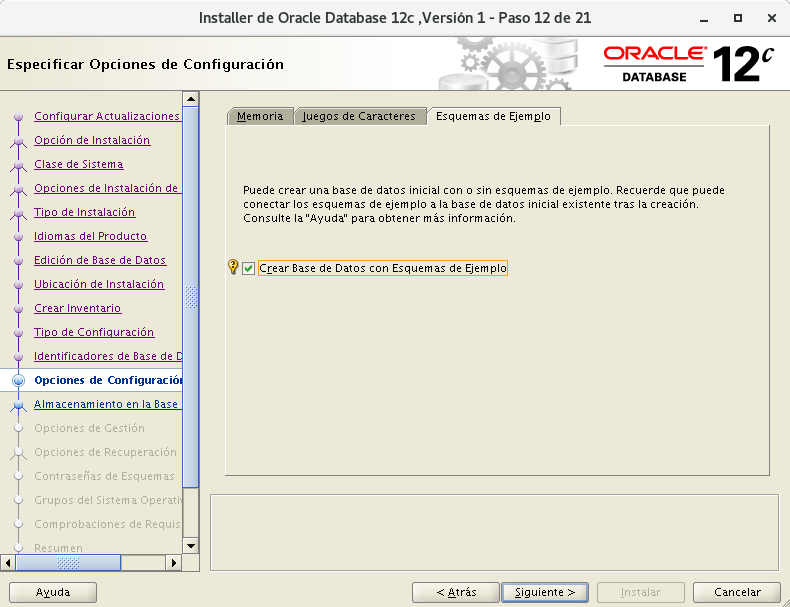 Installer de Oracle Database 12c ,Versión 1 - Paso 12 de 21
Especificar Opciones de Configuración
ORACLE
DATABASE
12c
Configurar Actualizaciones
Opción de Instalación
Clase de Sistema
Opciones de Instalación de
Tipo de Instalación
Idiomas del Producto
Edición de Base de Datos
Ubicación de Instalación
Crear Inventario
Tipo de Configuración
Identificadores de Base de D
Opciones de Configuración
Almacenamiento en la Base
Opciones de Gestión
Opciones de Recuperación
Contraseñas de Esquemas
Grupos del Sistema Operativ
Comprobaciones de Requis
Resumen
Memoria
Juegos de Caracteres
Esquemas de Ejemplo
Puede crear una base de datos inicial con o sin esquemas de ejemplo. Recuerde que puede
conectar los esquemas de ejemplo a la base de datos inicial existente tras la creación.
Consulte la "Ayuda" para obtener más información.
Crear Base de Datos con Esquemas de Ejemplo
Ayuda
< Atrás
Siguiente >
Instalar
Cancelar